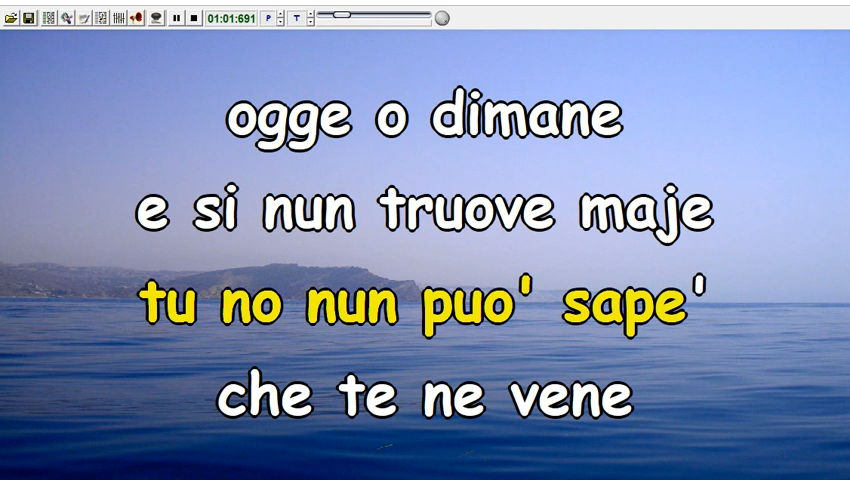 01:01:691 P T
ogge o dimane
e si nun truove maje
tu no nun puo' sape'
che te ne vene